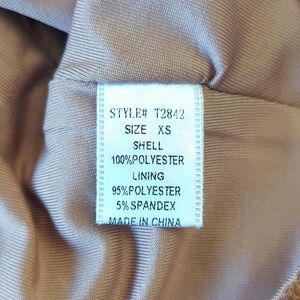 STYLE# T2842
SIZE XS
SHELL
100%POLYESTER
LINING
95%POLYESTER
5%SPANDEX
MADE IN CHINA